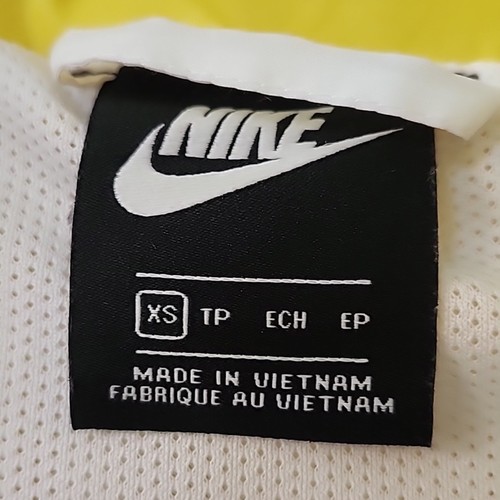 NIKE
XS TP ECH EP
MADE IN VIETNAM
FABRIQUE AU VIETNAM